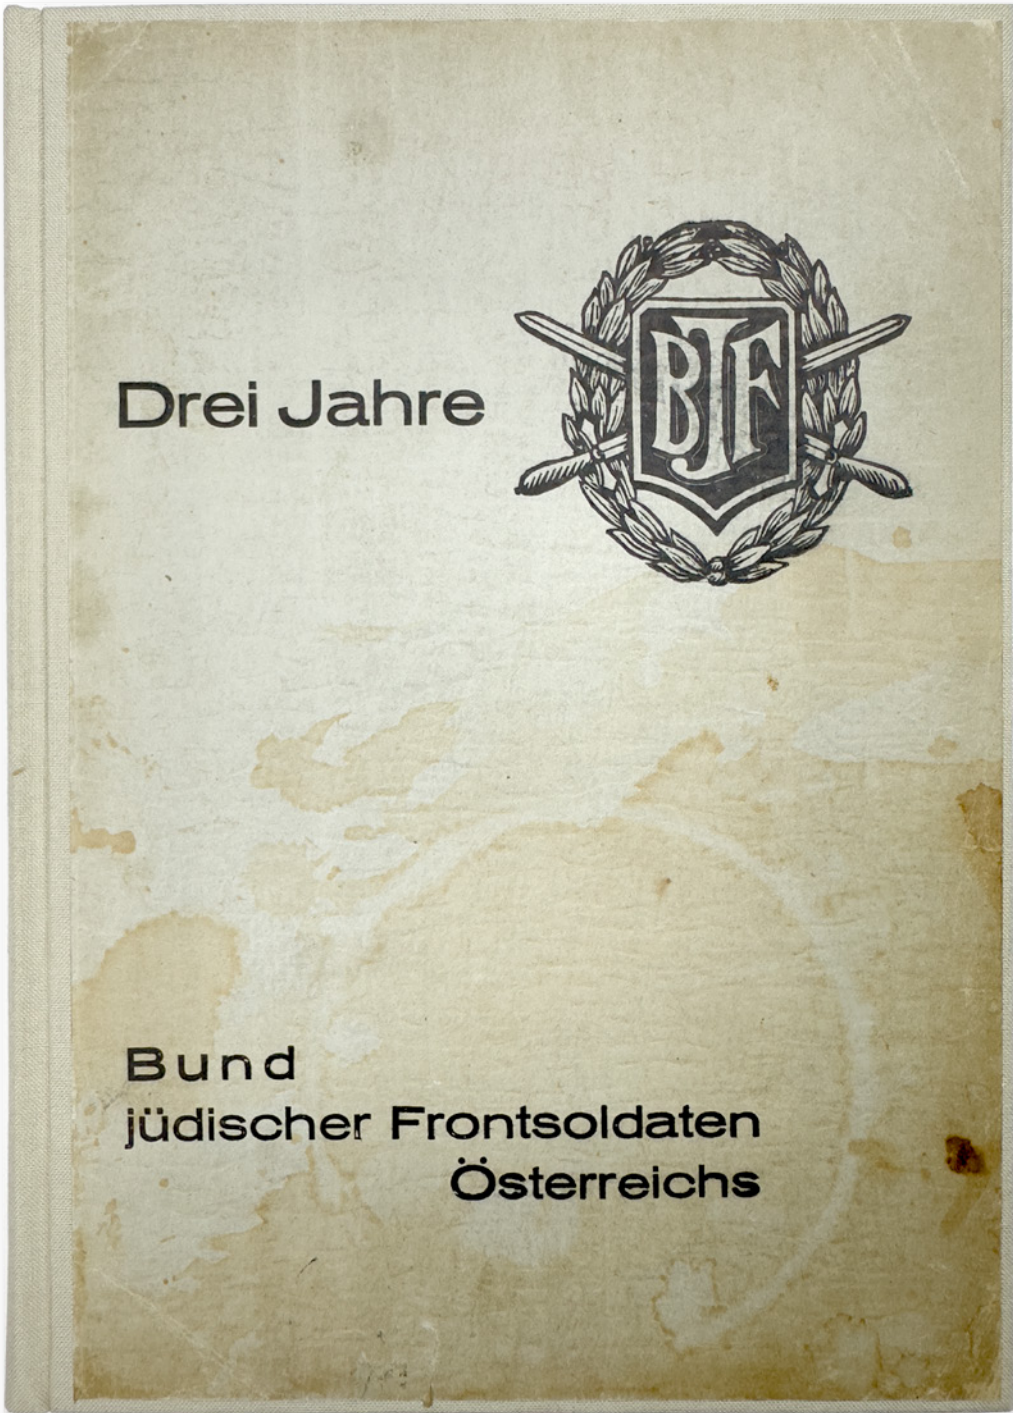 Drei Jahre
BJF
Bund
jüdischer Frontsoldaten
Österreichs